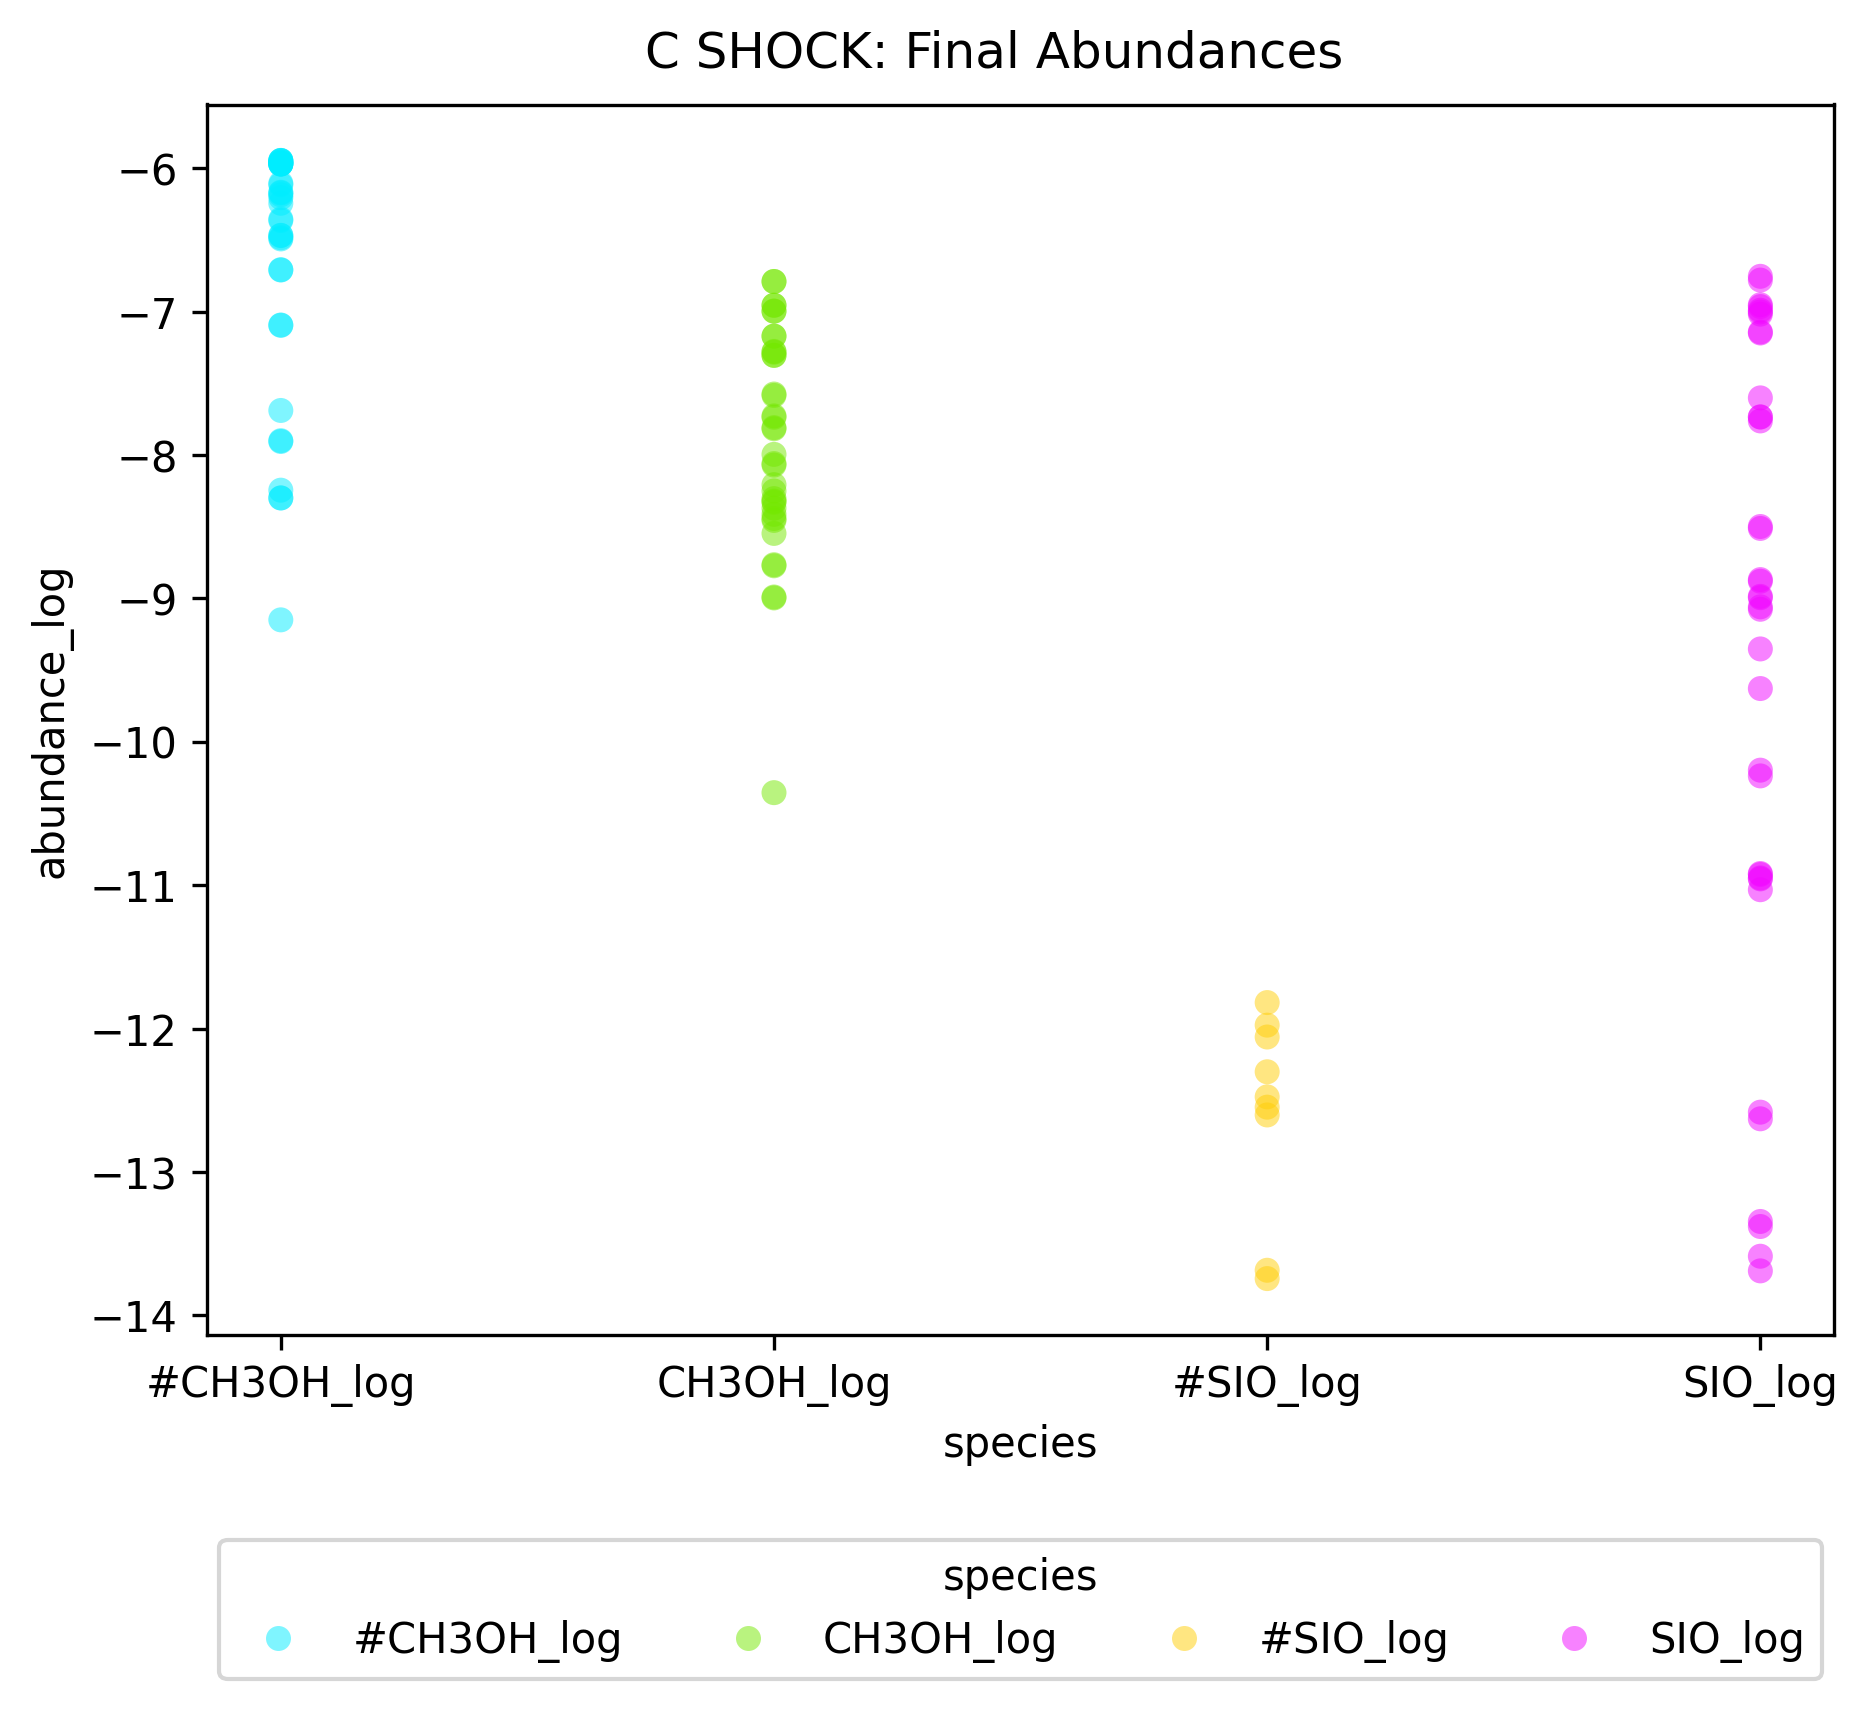 C SHOCK: Final Abundances
abundance_log
−6
−7
−8
−9
−10
−11
−12
−13
−14
#CH3OH_log
CH3OH_log
#SIO_log
SIO_log
species
species
#CH3OH_log
CH3OH_log
#SIO_log
SIO_log